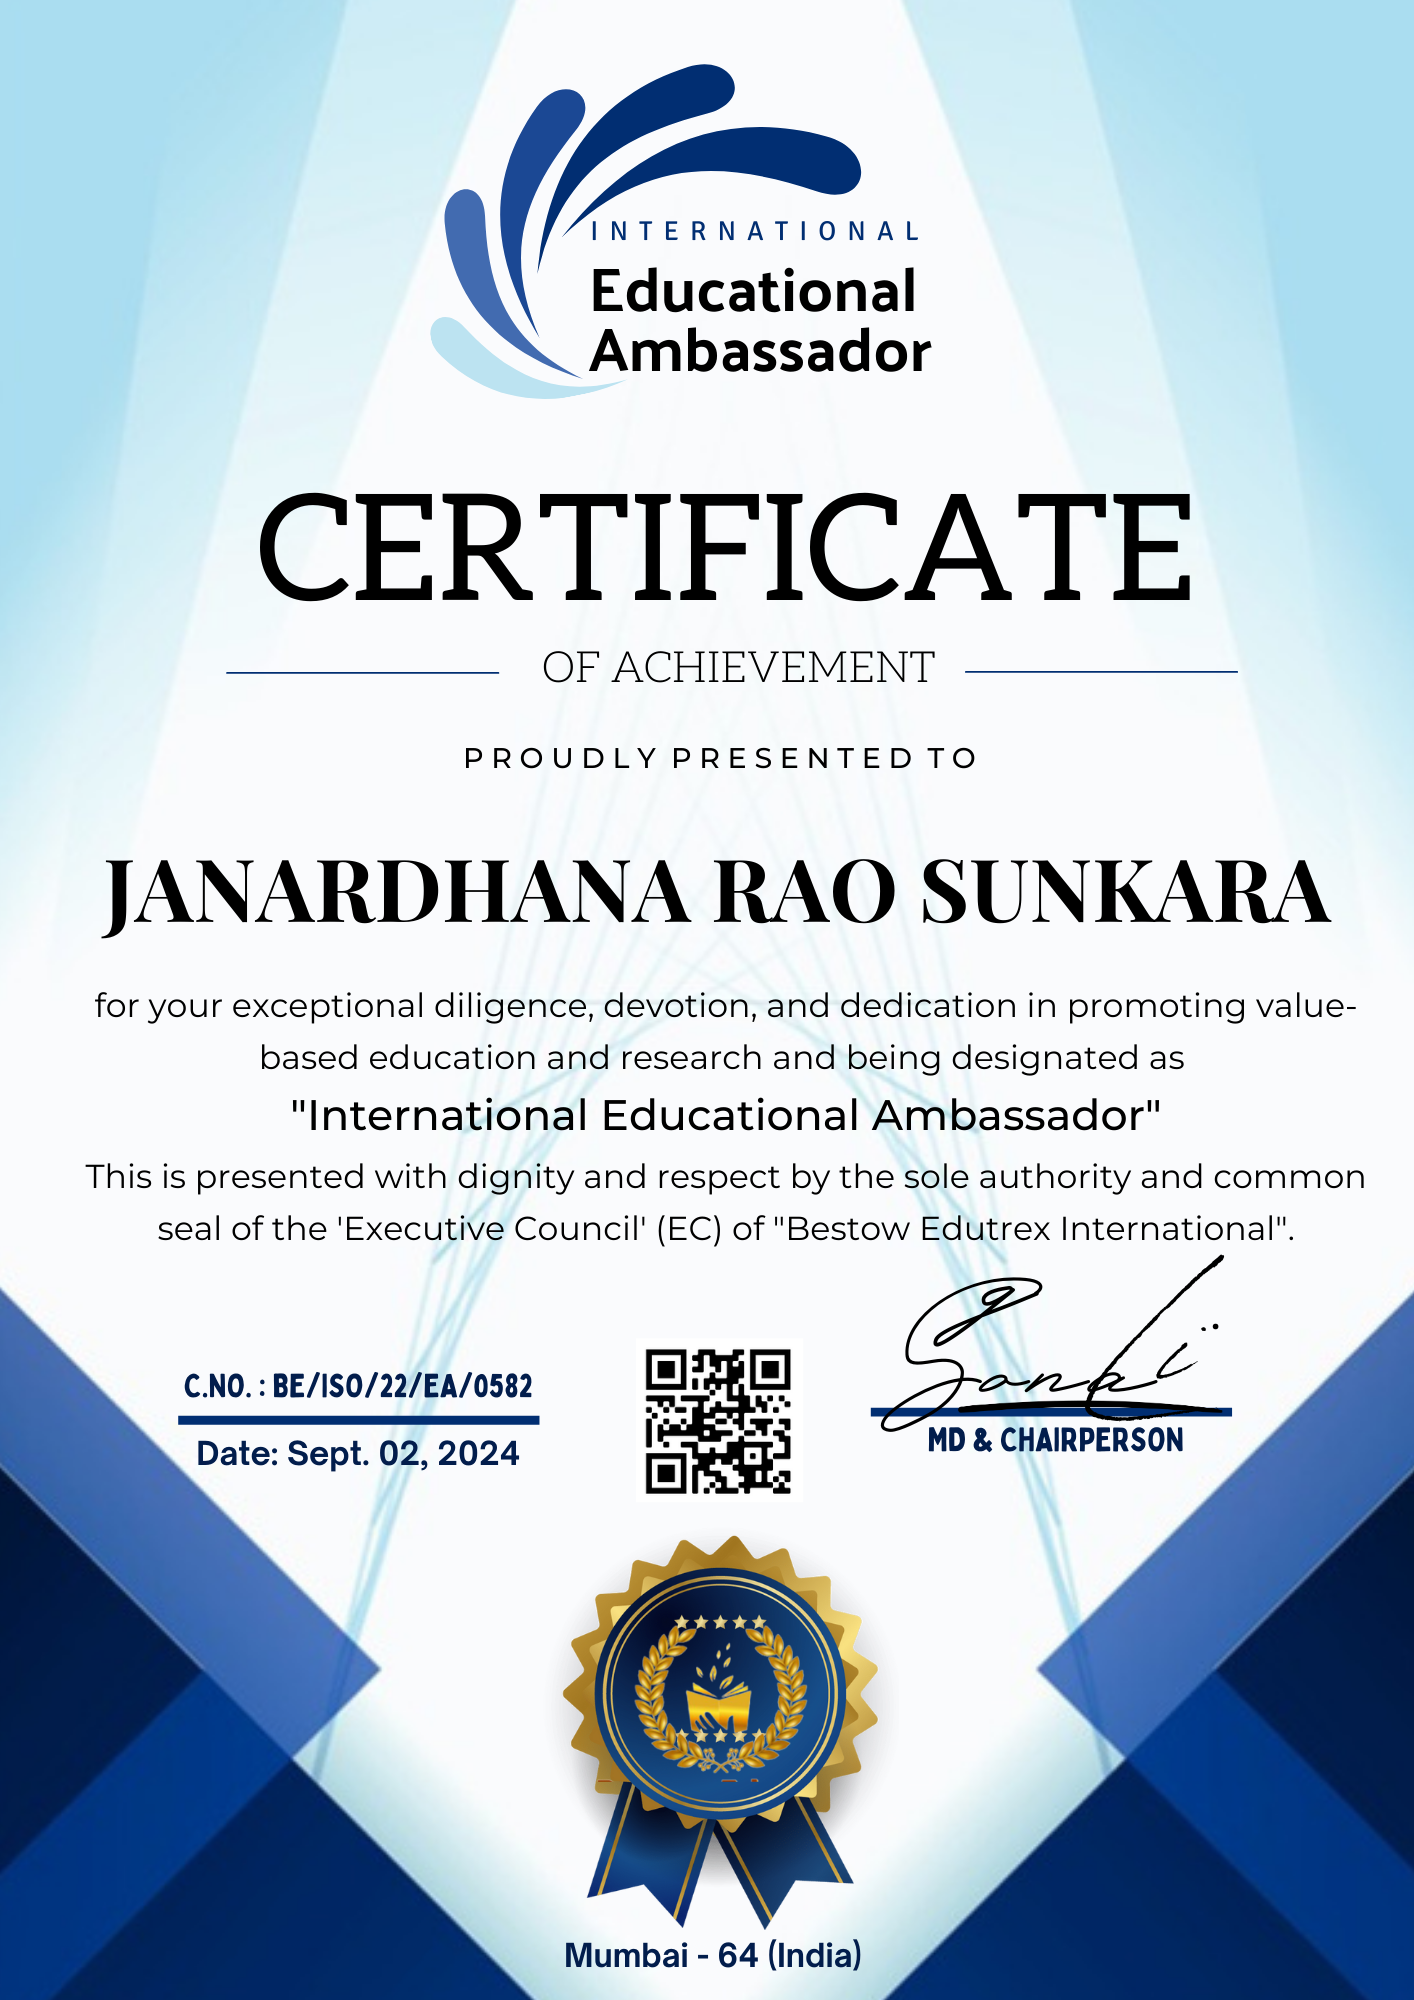 INTERNATIONAL
Educational
Ambassador
CERTIFICATE
OF ACHIEVEMENT
PROUDLY PRESENTED TO
JANARDHANA RAO SUNKARA
for your exceptional diligence, devotion, and dedication in promoting value-
based education and research and being designated as
"International Educational Ambassador"
This is presented with dignity and respect by the sole authority and common
seal of the 'Executive Council' (EC) of "Bestow Edutrex International".
C.NO. : BE/ISO/22/EA/0582
Date: Sept. 02, 2024
MD & CHAIRPERSON
Mumbai - 64 (India)